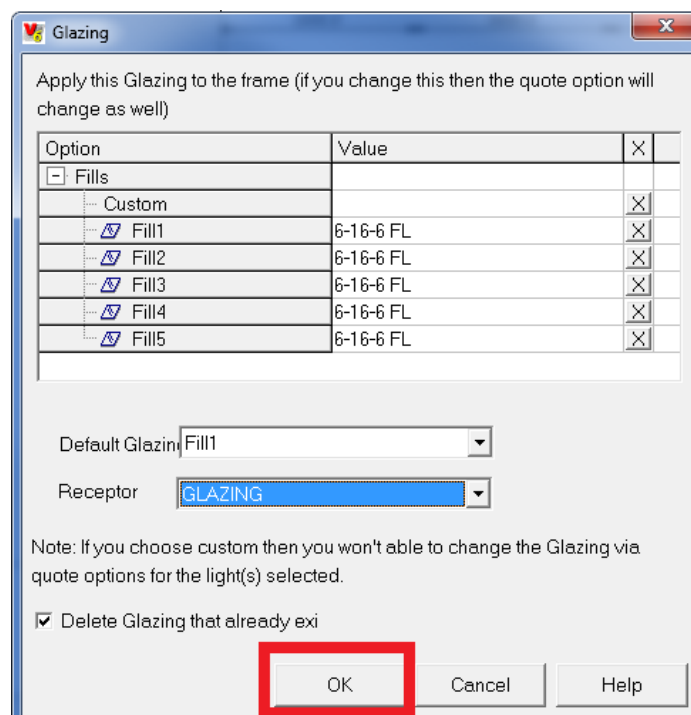 Glazing
Apply this Glazing to the frame (if you change this then the quote option will
change as well)
Option Value X
Fills
Custom X
Fill1 6-16-6 FL X
Fill2 6-16-6 FL X
Fill3 6-16-6 FL X
Fill4 6-16-6 FL X
Fill5 6-16-6 FL X
Default Glazin Fill1
Receptor GLAZING
Note: If you choose custom then you won't able to change the Glazing via
quote options for the light(s) selected.
Delete Glazing that already exi
OK Cancel Help